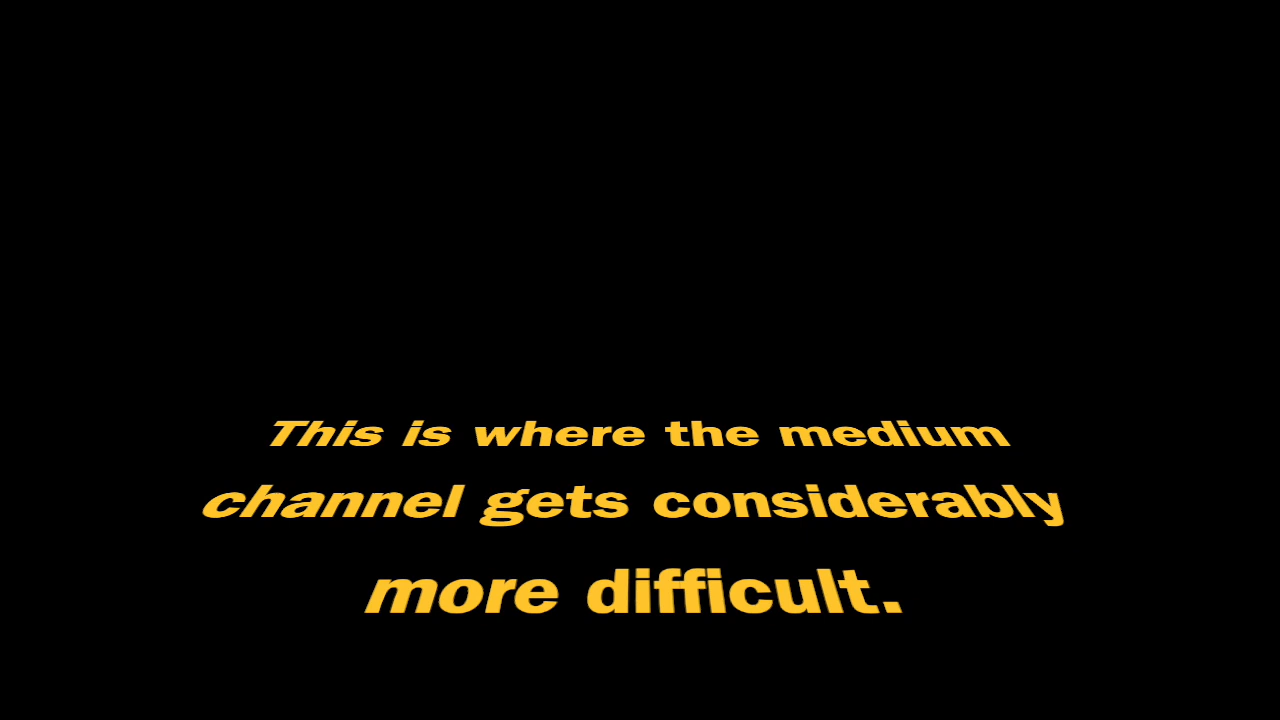 This is where the medium
channel gets considerably
more difficult.